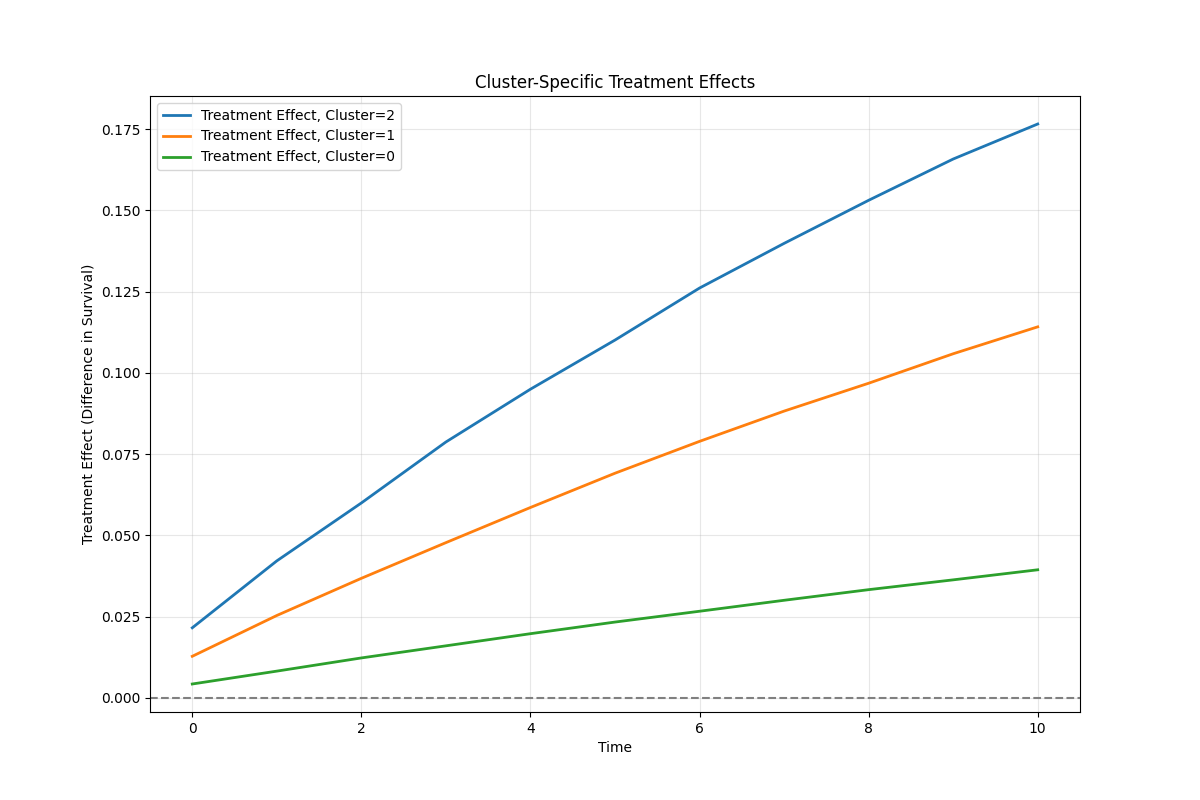 Cluster-Specific Treatment Effects
Treatment Effect, Cluster=2
Treatment Effect, Cluster=1
Treatment Effect, Cluster=0
Treatment Effect (Difference in Survival)
0.175
0.150
0.125
0.100
0.075
0.050
0.025
0.000
0 2 4 6 8 10
Time